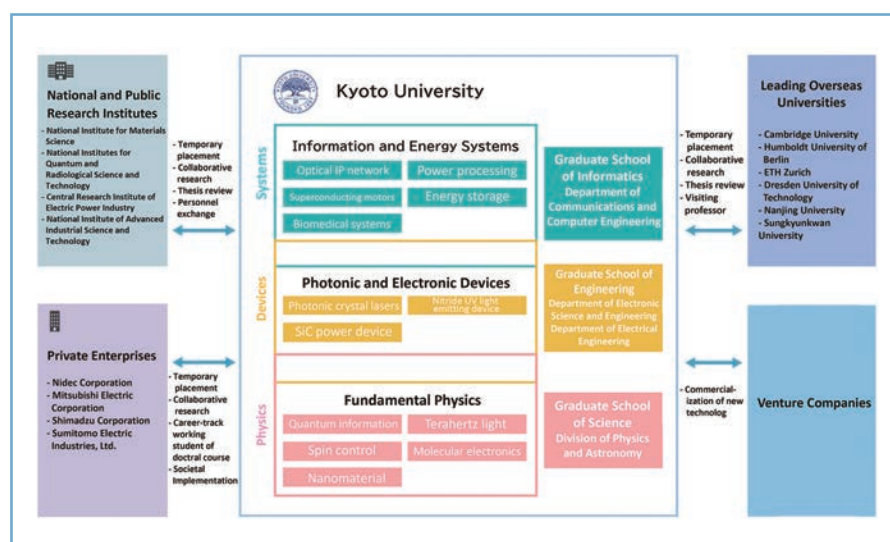 National and Public
Research Institutes
- National Institute for Materials
Science
- National Institutes for
Quantum and
Radiological Science and
Technology
- Central Research Institute of
Electric Power Industry
- National Institute of Advanced
Industrial Science and
Technology
- Temporary
placement
- Collaborative
research
- Thesis review
- Personnel
exchange
Private Enterprises
- Nidec Corporation
- Mitsubishi Electric
Corporation
- Shimadzu Corporation
- Sumitomo Electric
Industries, Ltd.
- Temporary
placement
- Collaborative
research
- Career-track
working
student of
doctral course
- Societal
Implementation
KYOTO UNIVERSITY
Kyoto University
Systems
Information and Energy Systems
Optical IP network
Power processing
Superconducting motors
Energy storage
Biomedical systems
Graduate School
of Informatics
Department of
Communications and
Computer Engineering
Devices
Photonic and Electronic Devices
Photonic crystal lasers
Nitride UV light
emitting device
SiC power device
Graduate School of
Engineering
Department of Electronic
Science and Engineering
Department of Electrical
Engineering
Physics
Fundamental Physics
Quantum information
Terahertz light
Spin control
Molecular electronics
Nanomaterial
Graduate School
of Science
Division of Physics
and Astronomy
- Temporary
placement
- Collaborative
research
- Thesis review
- Visiting
professor
Leading Overseas
Universities
- Cambridge University
- Humboldt University of
Berlin
- ETH Zurich
- Dresden University of
Technology
- Nanjing University
- Sungkyunkwan
University
- Commercial-
ization of new
technolog
Venture Companies